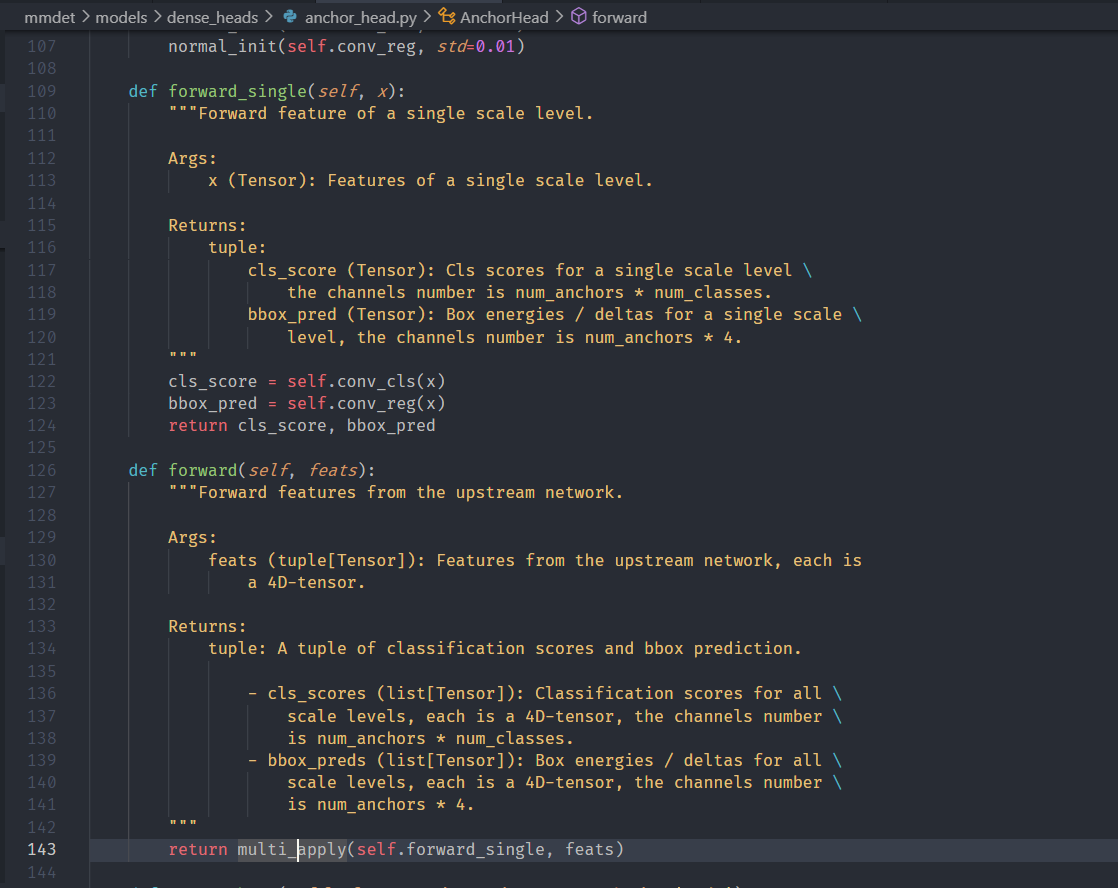 mmdet > models > dense_heads > anchor_head.py > AnchorHead > forward
107 normal_init(self.conv_reg, std=0.01)
108
109 def forward_single(self, x):
110 """Forward feature of a single scale level.
111
112 Args:
113 x (Tensor): Features of a single scale level.
114
115 Returns:
116 tuple:
117 cls_score (Tensor): Cls scores for a single scale level \
118 the channels number is num_anchors * num_classes.
119 bbox_pred (Tensor): Box energies / deltas for a single scale \
120 level, the channels number is num_anchors * 4.
121 """
122 cls_score = self.conv_cls(x)
123 bbox_pred = self.conv_reg(x)
124 return cls_score, bbox_pred
125
126 def forward(self, feats):
127 """Forward features from the upstream network.
128
129 Args:
130 feats (tuple[Tensor]): Features from the upstream network, each is
131 a 4D-tensor.
132
133 Returns:
134 tuple: A tuple of classification scores and bbox prediction.
135
136 - cls_scores (list[Tensor]): Classification scores for all \
137 scale levels, each is a 4D-tensor, the channels number \
138 is num_anchors * num_classes.
139 - bbox_preds (list[Tensor]): Box energies / deltas for all \
140 scale levels, each is a 4D-tensor, the channels number \
141 is num_anchors * 4.
142 """
143 return multi_apply(self.forward_single, feats)
144